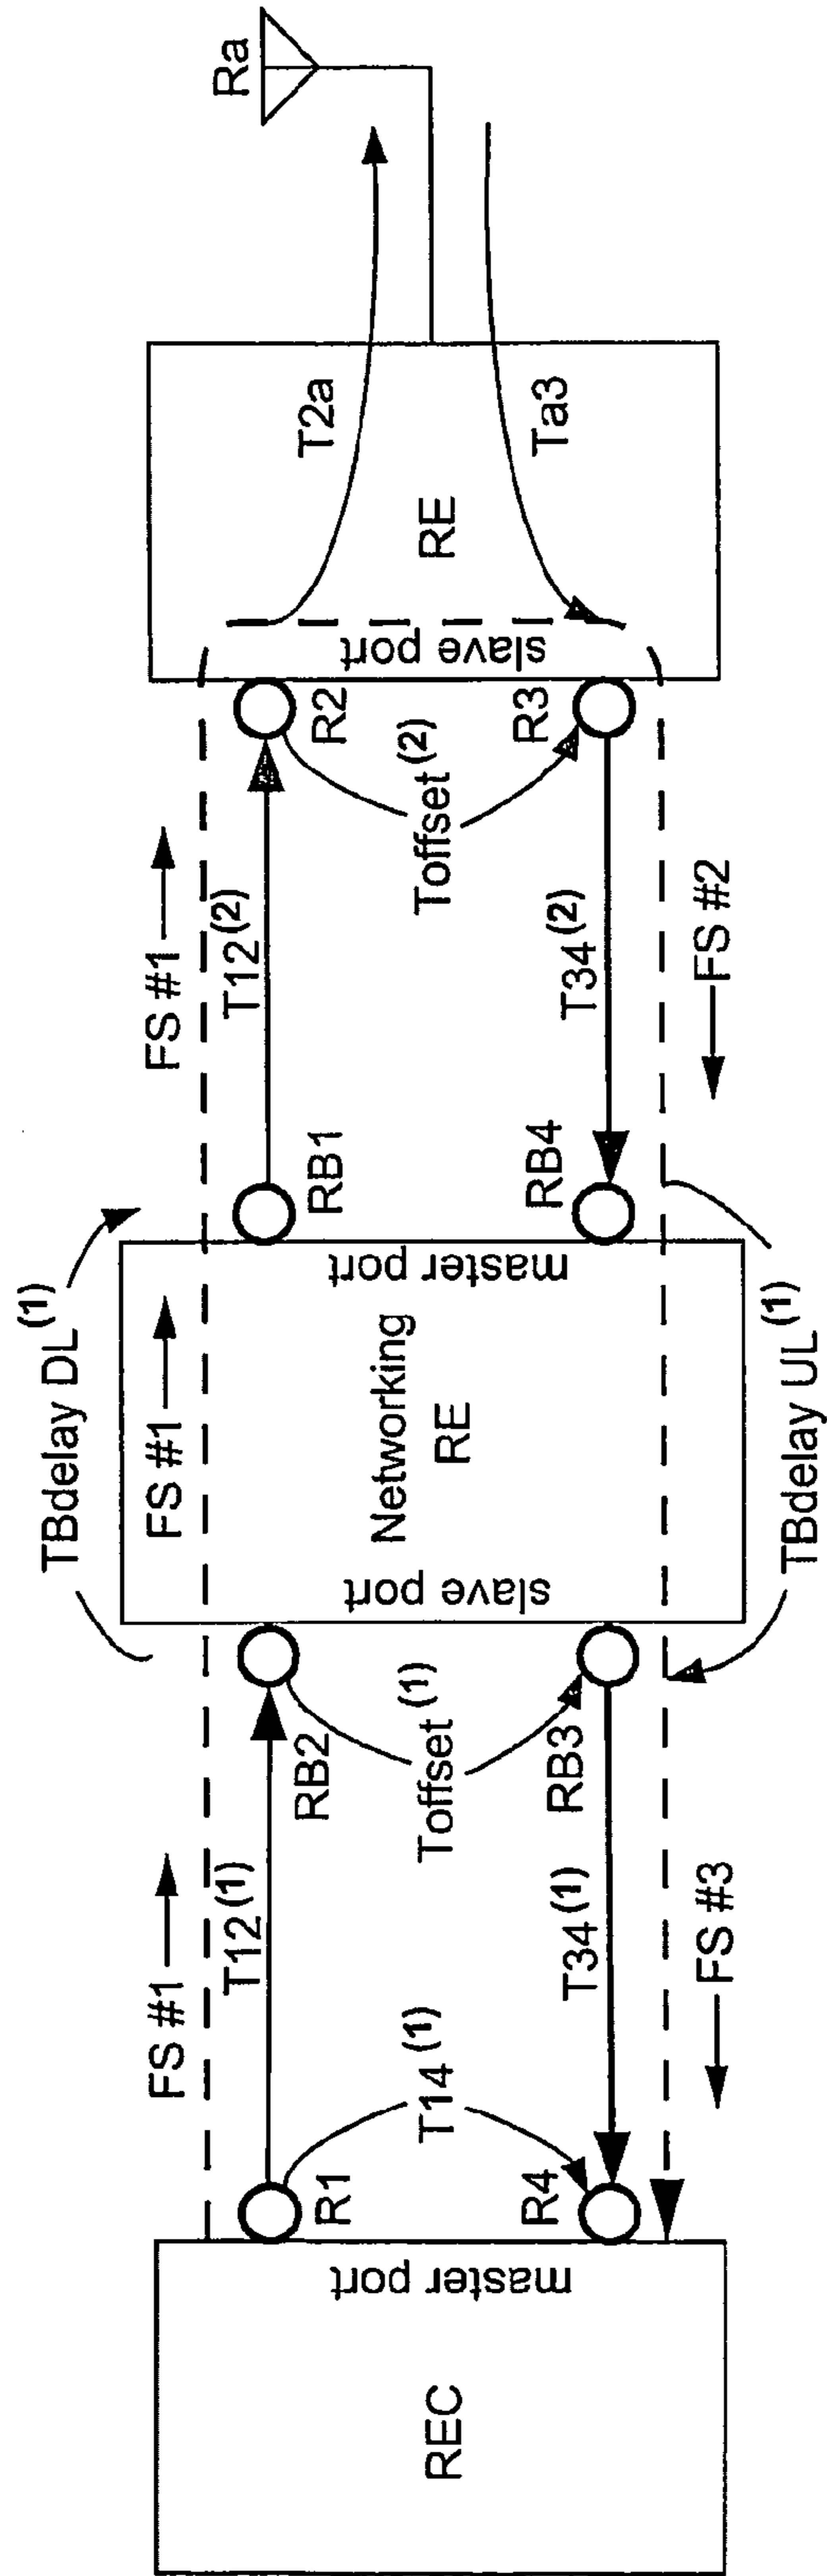 TBdelay DL(1)
FS #1
FS #1
FS #1
T12(1)
T12(2)
R1
RB2
RB1
R2
T2a
Ra
REC
master port
T14(1)
Toffset(1)
slave port
Networking
RE
master port
Toffset(2)
slave port
RE
R4
RB3
RB4
R3
Ta3
T34(1)
T34(2)
FS #3
FS #2
TBdelay UL(1)